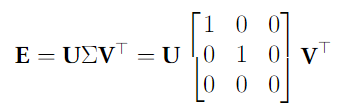 E = UΣV⊤ = U [1 0 0; 0 1 0; 0 0 0] V⊤